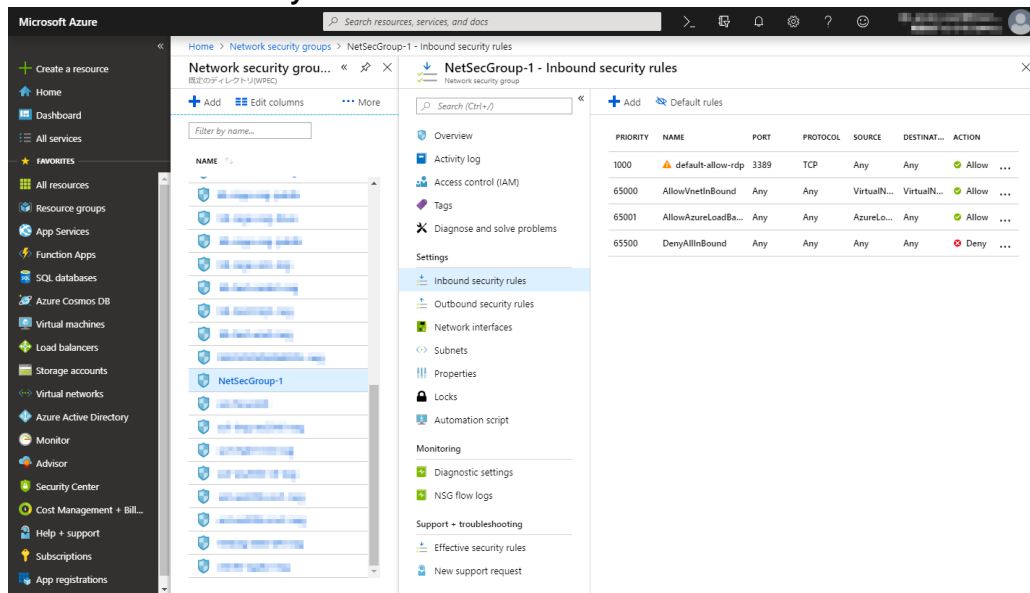 Microsoft Azure
Search resources, services, and docs
Home > Network security groups > NetSecGroup-1 - Inbound security rules
Create a resource
Home
Dashboard
All services
FAVORITES
All resources
Resource groups
App Services
Function Apps
SQL databases
Azure Cosmos DB
Virtual machines
Load balancers
Storage accounts
Virtual networks
Azure Active Directory
Monitor
Advisor
Security Center
Cost Management + Bill...
Help + support
Subscriptions
App registrations
Network security grou...
既定のディレクトリ(WPEC)
Add Edit columns More
Filter by name...
NAME
NetSecGroup-1
NetSecGroup-1 - Inbound security rules
Network security group
Search (Ctrl+/)
Overview
Activity log
Access control (IAM)
Tags
Diagnose and solve problems
Settings
Inbound security rules
Outbound security rules
Network interfaces
Subnets
Properties
Locks
Automation script
Monitoring
Diagnostic settings
NSG flow logs
Support + troubleshooting
Effective security rules
New support request
Add Default rules
PRIORITY NAME PORT PROTOCOL SOURCE DESTINAT... ACTION
1000 default-allow-rdp 3389 TCP Any Any Allow ...
65000 AllowVnetInBound Any Any VirtualN... VirtualN... Allow ...
65001 AllowAzureLoadBa... Any Any AzureLo... Any Allow ...
65500 DenyAllInBound Any Any Any Any Deny ...